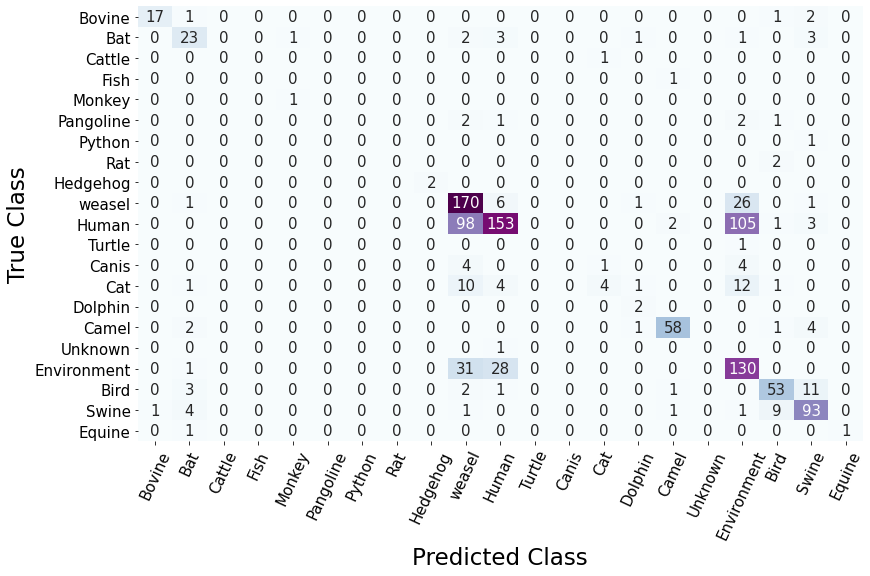 Bovine 17 1 0 0 0 0 0 0 0 0 0 0 0 0 0 0 0 0 1 2 0
Bat 0 23 0 0 1 0 0 0 0 2 3 0 0 0 1 0 0 1 0 3 0
Cattle 0 0 0 0 0 0 0 0 0 0 0 0 0 1 0 0 0 0 0 0 0
Fish 0 0 0 0 0 0 0 0 0 0 0 0 0 0 0 1 0 0 0 0 0
Monkey 0 0 0 0 1 0 0 0 0 0 0 0 0 0 0 0 0 0 0 0 0
Pangoline 0 0 0 0 0 0 0 0 0 2 1 0 0 0 0 0 0 2 1 0 0
Python 0 0 0 0 0 0 0 0 0 0 0 0 0 0 0 0 0 0 0 1 0
Rat 0 0 0 0 0 0 0 0 0 0 0 0 0 0 0 0 0 0 2 0 0
Hedgehog 0 0 0 0 0 0 0 0 2 0 0 0 0 0 0 0 0 0 0 0 0
weasel 0 1 0 0 0 0 0 0 0 170 6 0 0 0 1 0 0 26 0 1 0
Human 0 0 0 0 0 0 0 0 0 98 153 0 0 0 0 2 0 105 1 3 0
Turtle 0 0 0 0 0 0 0 0 0 0 0 0 0 0 0 0 0 1 0 0 0
Canis 0 0 0 0 0 0 0 0 0 4 0 0 0 1 0 0 0 4 0 0 0
Cat 0 1 0 0 0 0 0 0 0 10 4 0 0 4 1 0 0 12 1 0 0
Dolphin 0 0 0 0 0 0 0 0 0 0 0 0 0 0 2 0 0 0 0 0 0
Camel 0 2 0 0 0 0 0 0 0 0 0 0 0 0 1 58 0 0 1 4 0
Unknown 0 0 0 0 0 0 0 0 0 0 1 0 0 0 0 0 0 0 0 0 0
Environment 0 1 0 0 0 0 0 0 0 31 28 0 0 0 0 0 0 130 0 0 0
Bird 0 3 0 0 0 0 0 0 0 2 1 0 0 0 0 1 0 0 53 11 0
Swine 1 4 0 0 0 0 0 0 0 1 0 0 0 0 0 1 0 1 9 93 0
Equine 0 1 0 0 0 0 0 0 0 0 0 0 0 0 0 0 0 0 0 0 1
True Class
Bovine Bat Cattle Fish Monkey Pangoline Python Rat Hedgehog weasel Human Turtle Canis Cat Dolphin Camel Unknown Environment Bird Swine Equine
Predicted Class